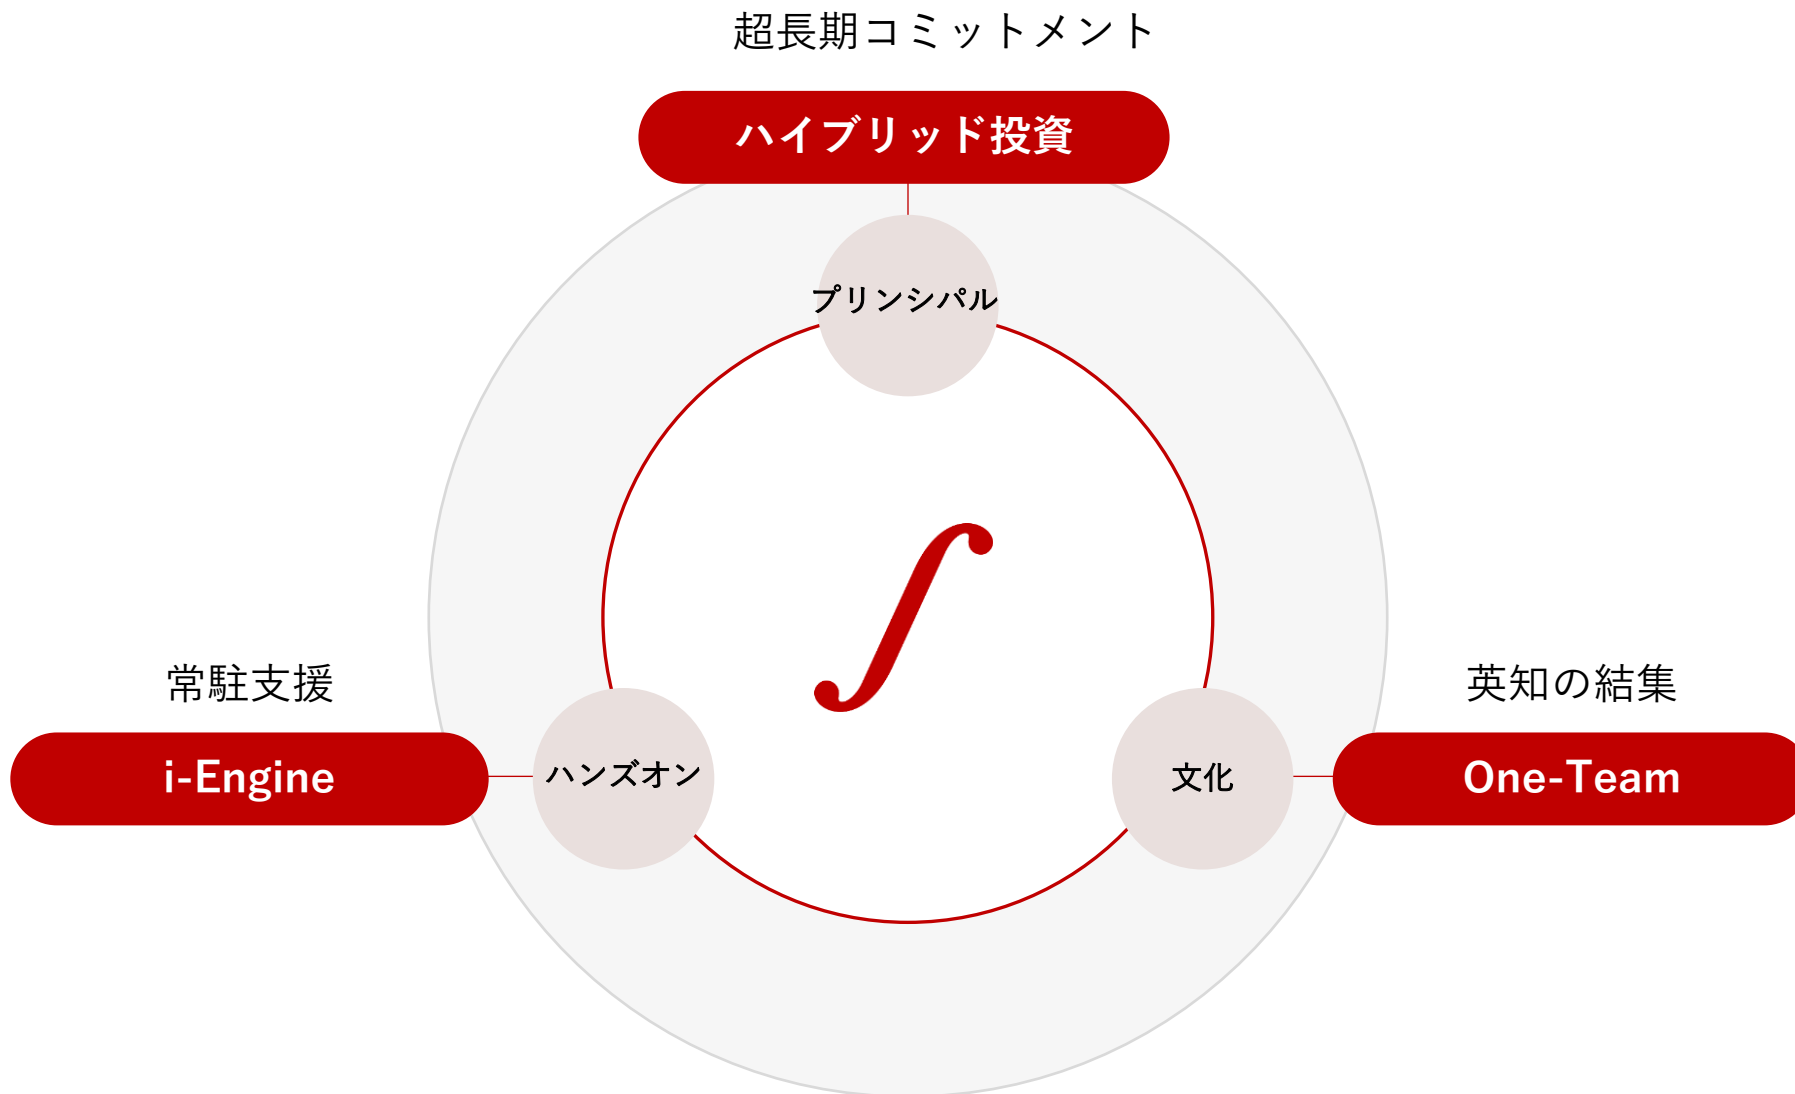 超長期コミットメント
ハイブリッド投資
プリンシパル
常駐支援
i-Engine
ハンズオン
英知の結集
One-Team
文化